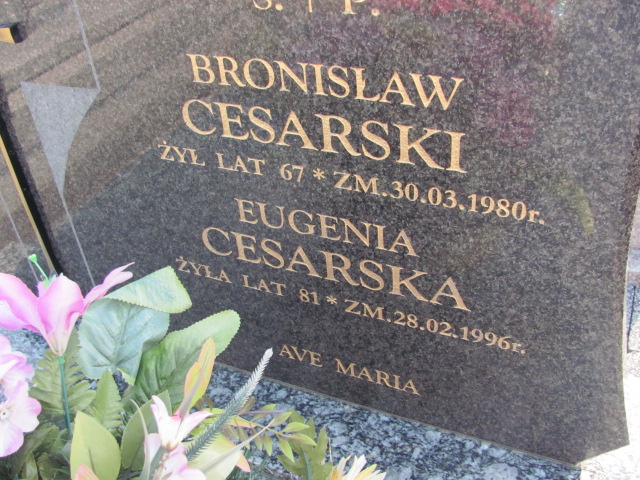 Ś. † P.
BRONISŁAW
CESARSKI
ŻYŁ LAT 67 * ZM.30.03.1980r.
EUGENIA
CESARSKA
ŻYŁA LAT 81 * ZM.28.02.1996r.
AVE MARIA